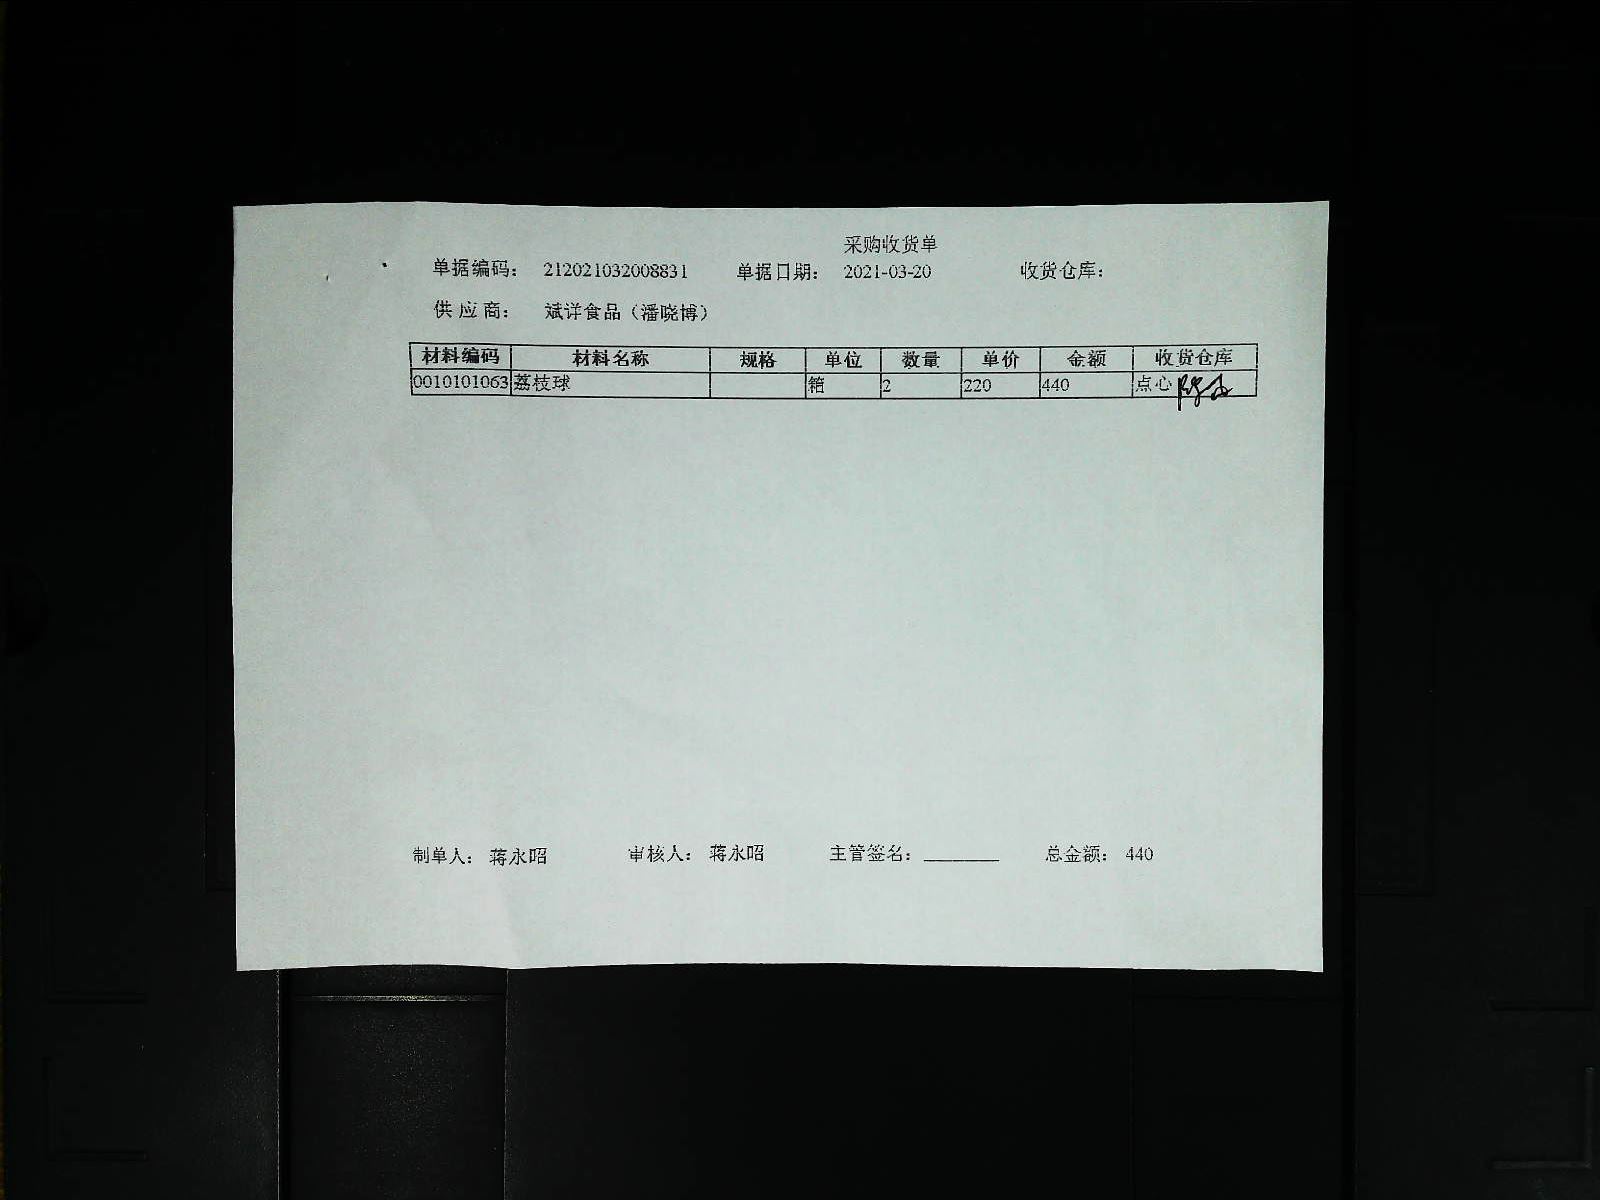 采购收货单
单据编码： 212021032008831 单据日期： 2021-03-20 收货仓库：
供 应 商： 斌洋食品（潘晓博）
材料编码 材料名称 规格 单位 数量 单价 金额 收货仓库
0010101063 荔枝球 箱 2 220 440 点心
制单人： 蒋永昭 审核人： 蒋永昭 主管签名：________ 总金额： 440